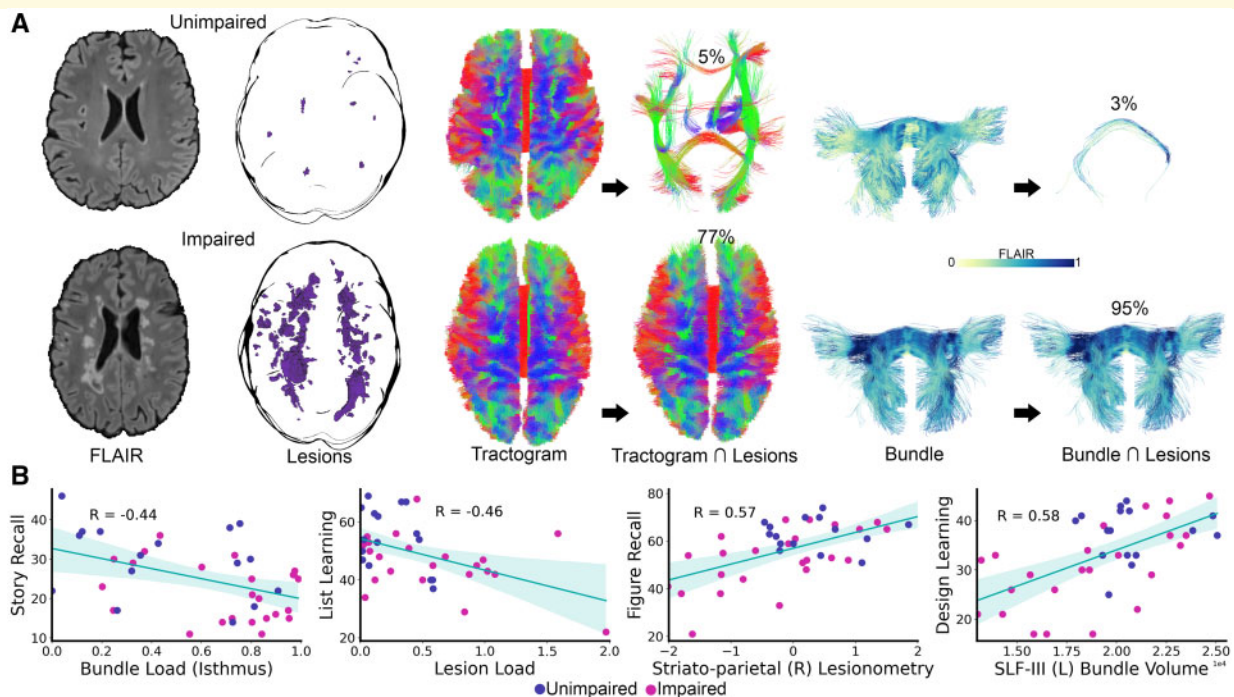 A
Unimpaired
5%
3%
Impaired
77%
FLAIR
0 1
95%
FLAIR Lesions Tractogram Tractogram ∩ Lesions Bundle Bundle ∩ Lesions
B
R = -0.44
Story Recall
40
30
20
10
0.0 0.2 0.4 0.6 0.8 1.0
Bundle Load (Isthmus)
R = -0.46
List Learning
60
40
20
0.0 0.5 1.0 1.5 2.0
Lesion Load
R = 0.57
Figure Recall
80
60
40
20
−2 −1 0 1 2
Striato-parietal (R) Lesionometry
R = 0.58
Design Learning
40
30
20
1.50 1.75 2.00 2.25 2.50
SLF-III (L) Bundle Volume 1e4
Unimpaired Impaired